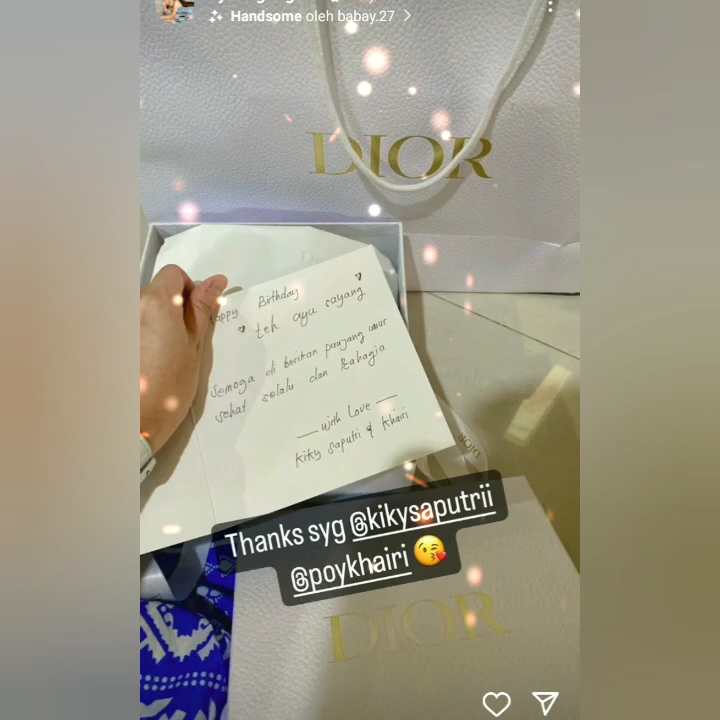 Handsome oleh babay.27
DIOR
Happy Birthday
teh ayu sayang
Semoga di berikan panjang umur
sehat selalu dan Bahagia
— with Love —
Kiky Saputri & Khairi
Thanks syg @kikysaputrii
@poykhairi
DIOR